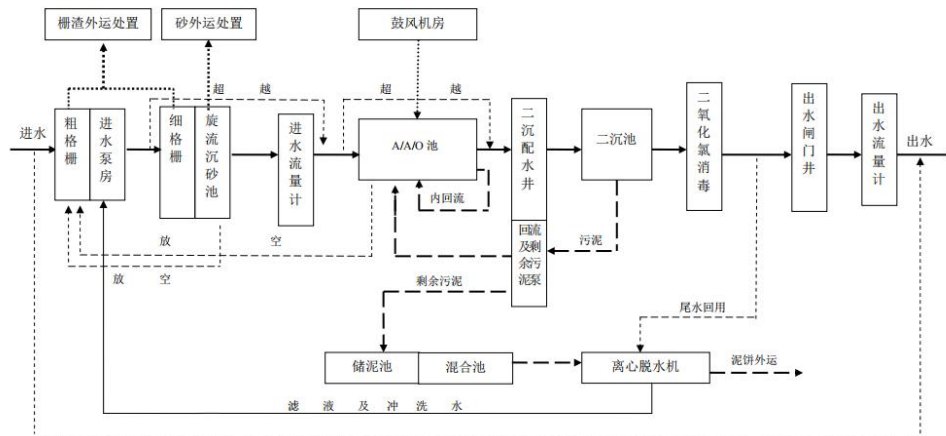 栅渣外运处置
砂外运处置
鼓风机房
超 越
超 越
进水
粗格栅
进水泵房
细格栅
旋流沉砂池
进水流量计
A/A/O 池
内回流
二沉配水井
回流及剩余污泥泵
二沉池
污泥
二氧化氯消毒
出水闸门井
出水流量计
出水
放 空
放 空
剩余污泥
尾水回用
储泥池
混合池
离心脱水机
泥饼外运
滤 液 及 冲 洗 水